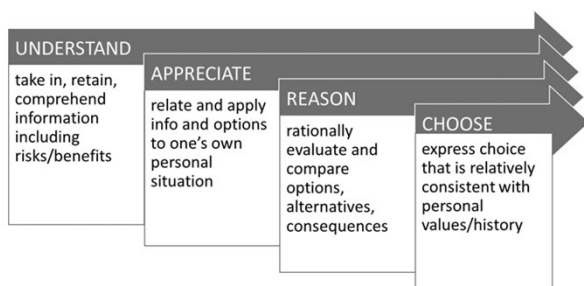 UNDERSTAND
take in, retain,
comprehend
information
including
risks/benefits
APPRECIATE
relate and apply
info and options
to one's own
personal
situation
REASON
rationally
evaluate and
compare
options,
alternatives,
consequences
CHOOSE
express choice
that is relatively
consistent with
personal
values/history